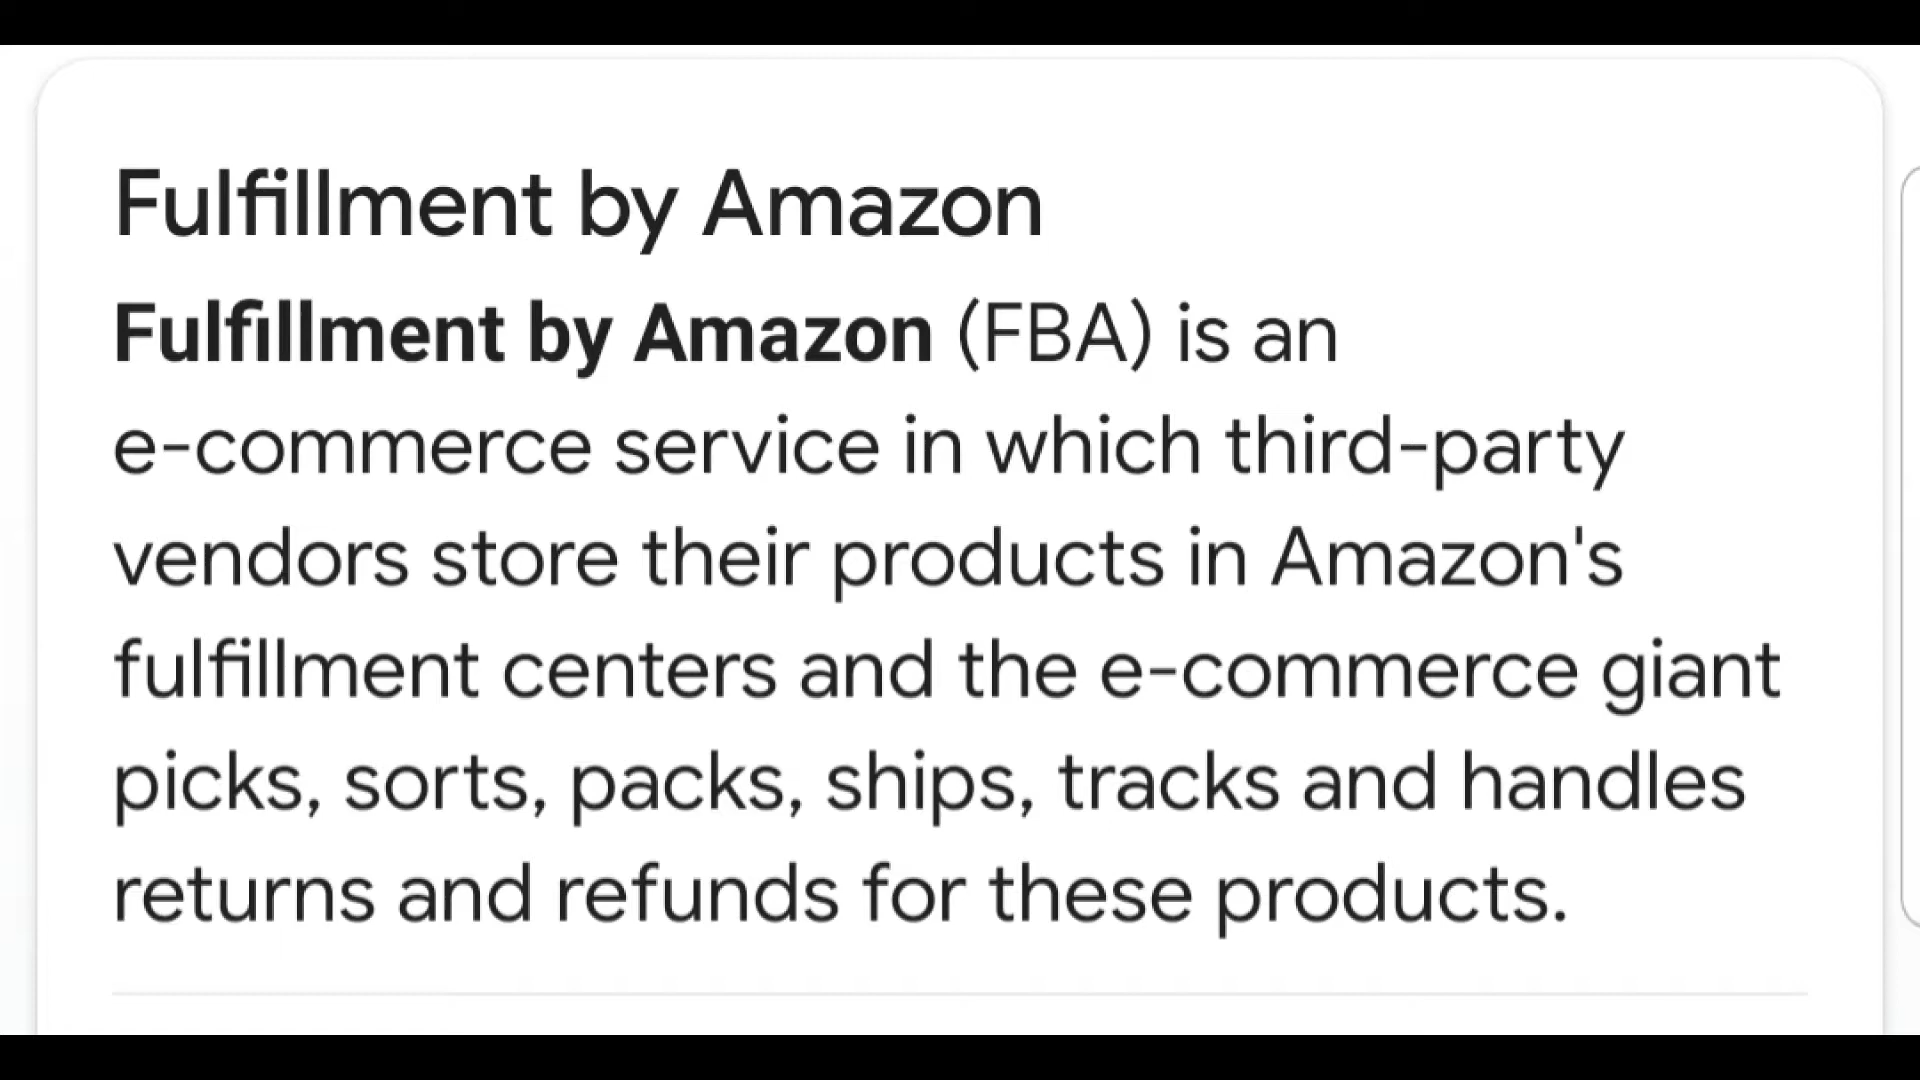 Fulfillment by Amazon
Fulfillment by Amazon (FBA) is an
e-commerce service in which third-party
vendors store their products in Amazon's
fulfillment centers and the e-commerce giant
picks, sorts, packs, ships, tracks and handles
returns and refunds for these products.